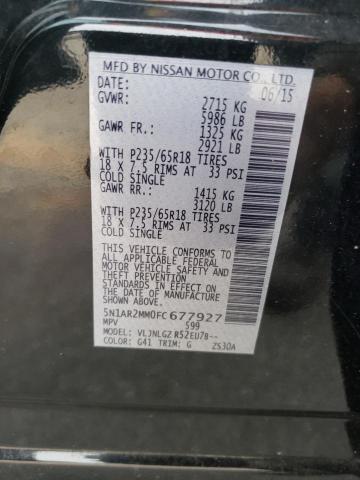 MFD BY NISSAN MOTOR CO., LTD.
DATE: 06/15
GVWR: 2715 KG
5986 LB
GAWR FR.: 1325 KG
2921 LB
WITH P235/65R18 TIRES
18 X 7.5 RIMS AT 33 PSI
COLD SINGLE
GAWR RR.: 1415 KG
3120 LB
WITH P235/65R18 TIRES
18 X 7.5 RIMS AT 33 PSI
COLD SINGLE
THIS VEHICLE CONFORMS TO
ALL APPLICABLE FEDERAL
MOTOR VEHICLE SAFETY AND
THEFT PREVENTION
STANDARDS IN EFFECT ON
THE DATE OF MANUFACTURE
SHOWN ABOVE.
5N1AR2MM0FC677927
MPV 599
MODEL: VLJNLGZ R52EU7B--
COLOR: G41 TRIM: G ZS30A